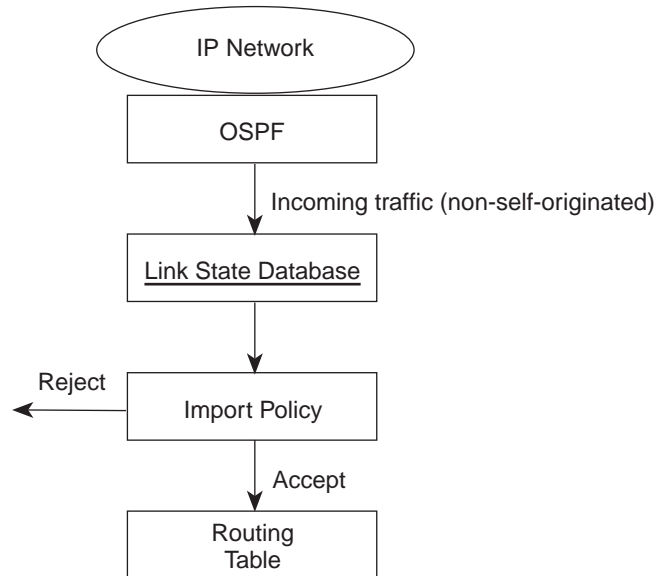 IP Network
OSPF
Incoming traffic (non-self-originated)
Link State Database
Reject
Import Policy
Accept
Routing
Table